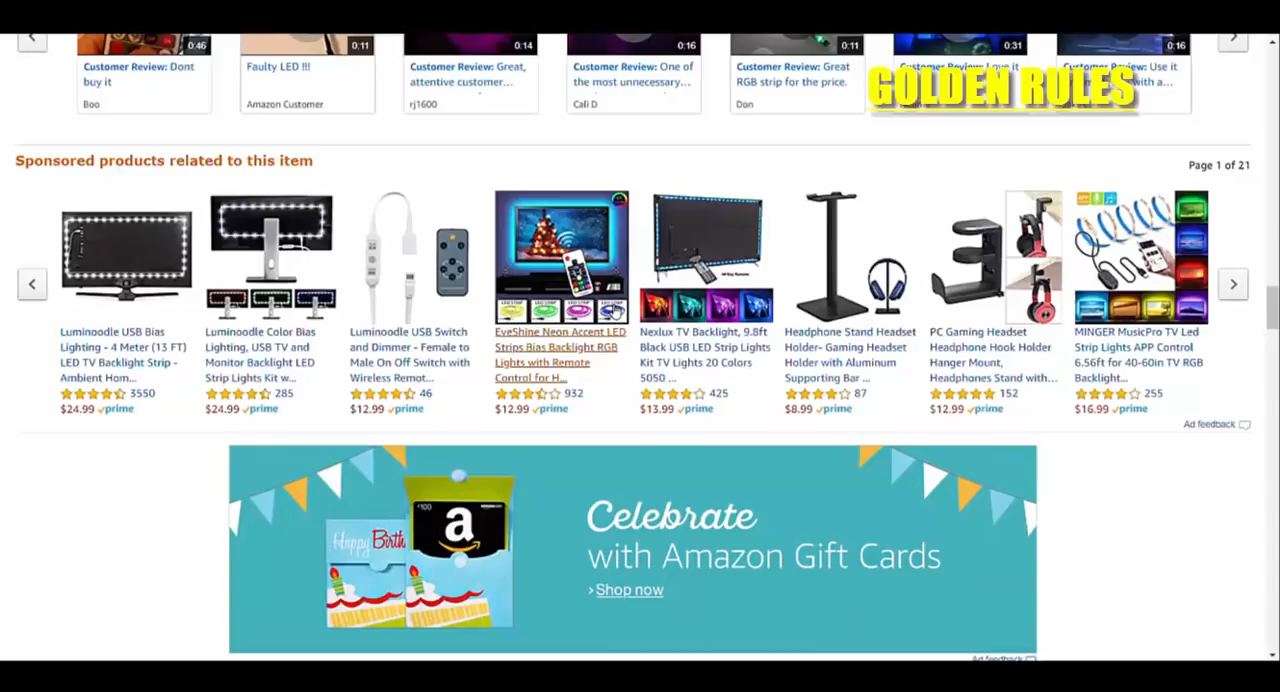 0:46
0:11
0:14
0:16
0:11
0:31
0:16
Customer Review: Dont
buy it
Boo
Faulty LED !!!
Amazon Customer
Customer Review: Great,
attentive customer…
rj1600
Customer Review: One of
the most unnecessary…
Cali D
Customer Review: Great
RGB strip for the price.
Don
Customer Review: Love it
Customer Review: Use it
with a…
GOLDEN RULES
Sponsored products related to this item
Page 1 of 21
Luminoodle USB Bias
Lighting - 4 Meter (13 FT)
LED TV Backlight Strip -
Ambient Hom...
3550
$24.99 prime
Luminoodle Color Bias
Lighting, USB TV and
Monitor Backlight LED
Strip Lights Kit w...
285
$24.99 prime
Luminoodle USB Switch
and Dimmer - Female to
Male On Off Switch with
Wireless Remot...
46
$12.99 prime
EveShine Neon Accent LED
Strips Bias Backlight RGB
Lights with Remote
Control for H...
932
$12.99 prime
Nexlux TV Backlight, 9.8ft
Black USB LED Strip Lights
Kit TV Lights 20 Colors
5050 ...
425
$13.99 prime
Headphone Stand Headset
Holder- Gaming Headset
Holder with Aluminum
Supporting Bar ...
87
$8.99 prime
PC Gaming Headset
Headphone Hook Holder
Hanger Mount,
Headphones Stand with...
152
$12.99 prime
MINGER MusicPro TV Led
Strip Lights APP Control
6.56ft for 40-60in TV RGB
Backlight...
255
$16.99 prime
Ad feedback
$100
a
Happy Birth
Celebrate
with Amazon Gift Cards
›Shop now
Ad feedback